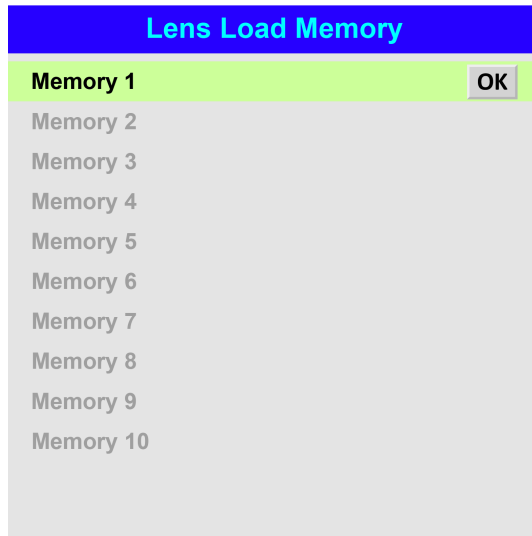 Lens Load Memory
Memory 1 OK
Memory 2
Memory 3
Memory 4
Memory 5
Memory 6
Memory 7
Memory 8
Memory 9
Memory 10